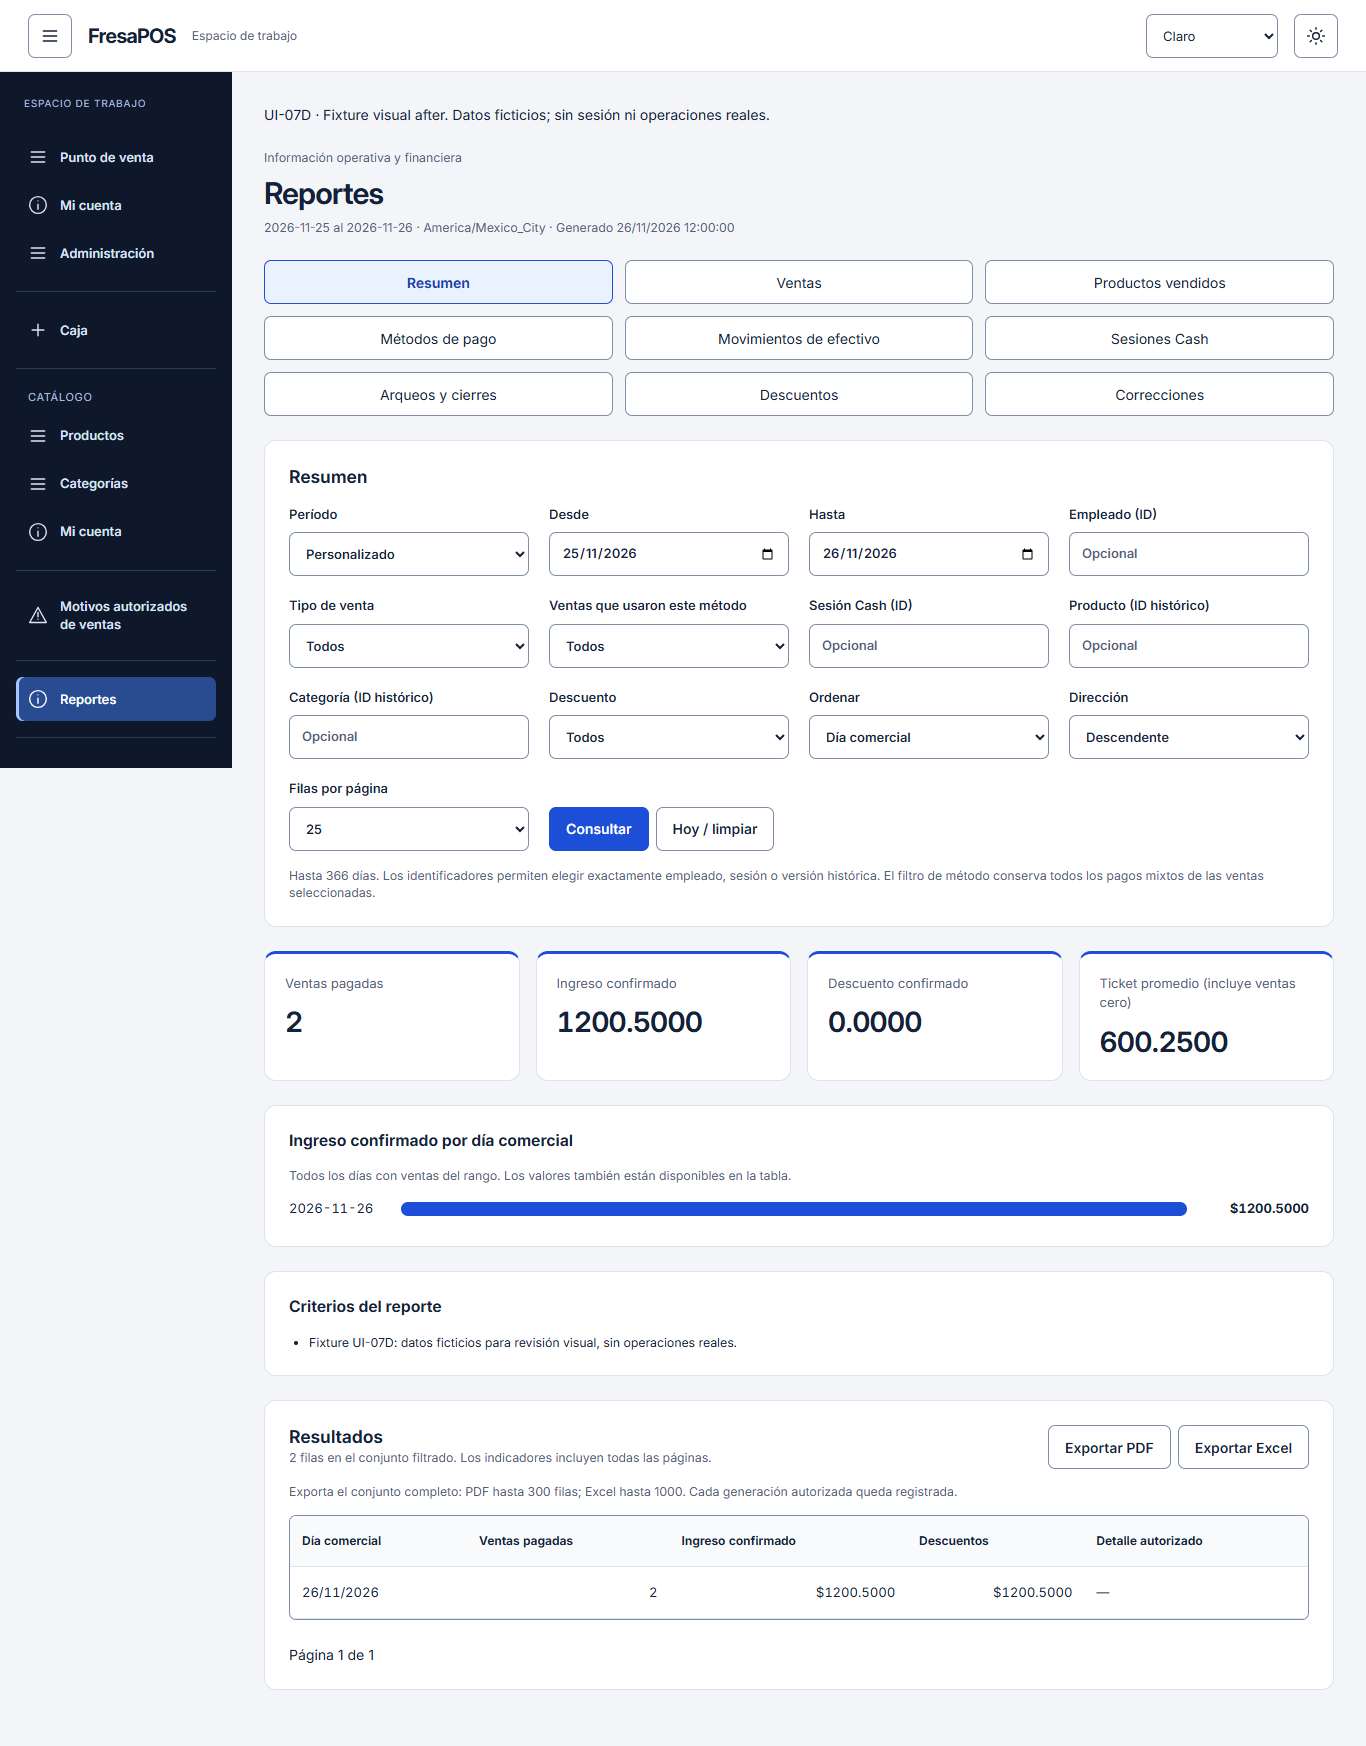 FresaPOS
Espacio de trabajo
Claro
ESPACIO DE TRABAJO
Punto de venta
Mi cuenta
Administración
Caja
CATÁLOGO
Productos
Categorías
Mi cuenta
Motivos autorizados
de ventas
Reportes
UI-07D · Fixture visual after. Datos ficticios; sin sesión ni operaciones reales.
Información operativa y financiera
Reportes
2026-11-25 al 2026-11-26 · America/Mexico_City · Generado 26/11/2026 12:00:00
Resumen
Ventas
Productos vendidos
Métodos de pago
Movimientos de efectivo
Sesiones Cash
Arqueos y cierres
Descuentos
Correcciones
Resumen
Período
Desde
Hasta
Empleado (ID)
Personalizado
25/11/2026
26/11/2026
Opcional
Tipo de venta
Ventas que usaron este método
Sesión Cash (ID)
Producto (ID histórico)
Todos
Todos
Opcional
Opcional
Categoría (ID histórico)
Descuento
Ordenar
Dirección
Opcional
Todos
Día comercial
Descendente
Filas por página
25
Consultar
Hoy / limpiar
Hasta 366 días. Los identificadores permiten elegir exactamente empleado, sesión o versión histórica. El filtro de método conserva todos los pagos mixtos de las ventas
seleccionadas.
Ventas pagadas
2
Ingreso confirmado
1200.5000
Descuento confirmado
0.0000
Ticket promedio (incluye ventas
cero)
600.2500
Ingreso confirmado por día comercial
Todos los días con ventas del rango. Los valores también están disponibles en la tabla.
2026-11-26
$1200.5000
Criterios del reporte
• Fixture UI-07D: datos ficticios para revisión visual, sin operaciones reales.
Resultados
2 filas en el conjunto filtrado. Los indicadores incluyen todas las páginas.
Exportar PDF
Exportar Excel
Exporta el conjunto completo: PDF hasta 300 filas; Excel hasta 1000. Cada generación autorizada queda registrada.
Día comercial
Ventas pagadas
Ingreso confirmado
Descuentos
Detalle autorizado
26/11/2026
2
$1200.5000
$1200.5000
—
Página 1 de 1